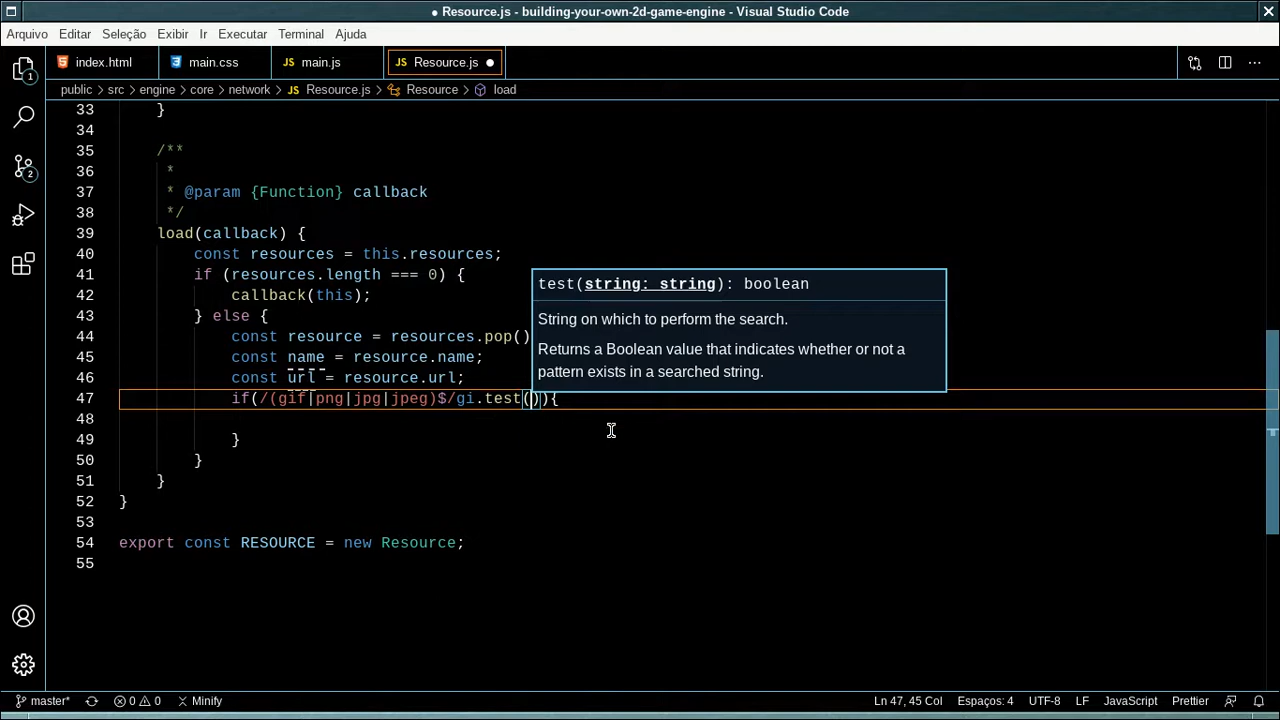 ● Resource.js - building-your-own-2d-game-engine - Visual Studio Code
Arquivo Editar Seleção Exibir Ir Executar Terminal Ajuda
index.html main.css JS main.js JS Resource.js ●
public > src > engine > core > network > JS Resource.js > Resource > load
33 }
34
35 /**
36 *
37 * @param {Function} callback
38 */
39 load(callback) {
40 const resources = this.resources;
41 if (resources.length === 0) {
42 callback(this);
43 } else {
44 const resource = resources.pop()
45 const name = resource.name;
46 const url = resource.url;
47 if(/(gif|png|jpg|jpeg)$/gi.test()){
48
49 }
50 }
51 }
52 }
53
54 export const RESOURCE = new Resource;
55
test(string: string): boolean
String on which to perform the search.
Returns a Boolean value that indicates whether or not a
pattern exists in a searched string.
1
2
master* 0 0 Minify Ln 47, 45 Col Espaços: 4 UTF-8 LF JavaScript Prettier